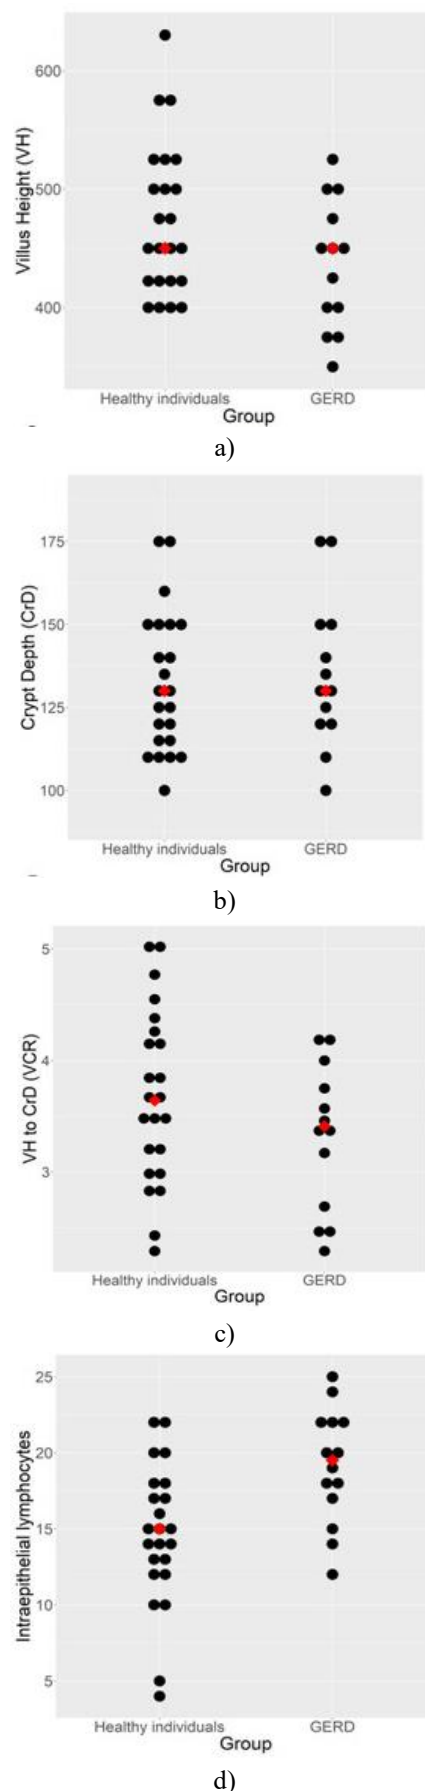 Villus Height (VH)
600
500
400
Healthy individuals GERD
Group
a)
Crypt Depth (CrD)
175
150
125
100
Healthy individuals GERD
Group
b)
VH to CrD (VCR)
5
4
3
Healthy individuals GERD
Group
c)
Intraepithelial lymphocytes
25
20
15
10
5
Healthy individuals GERD
Group
d)